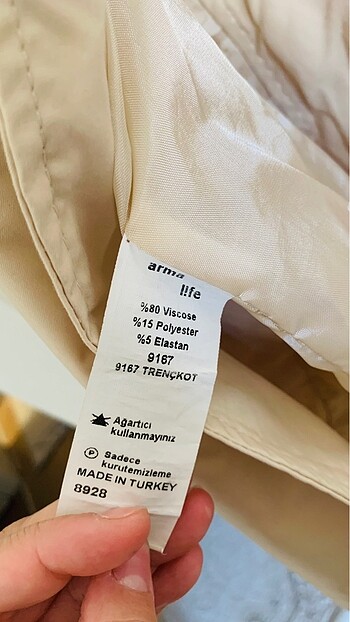 arma
life
%80 Viscose
%15 Polyester
%5 Elastan
9167
9167 TRENÇKOT
Ağartıcı
kullanmayınız
P Sadece
kurutemizleme
MADE IN TURKEY
8928